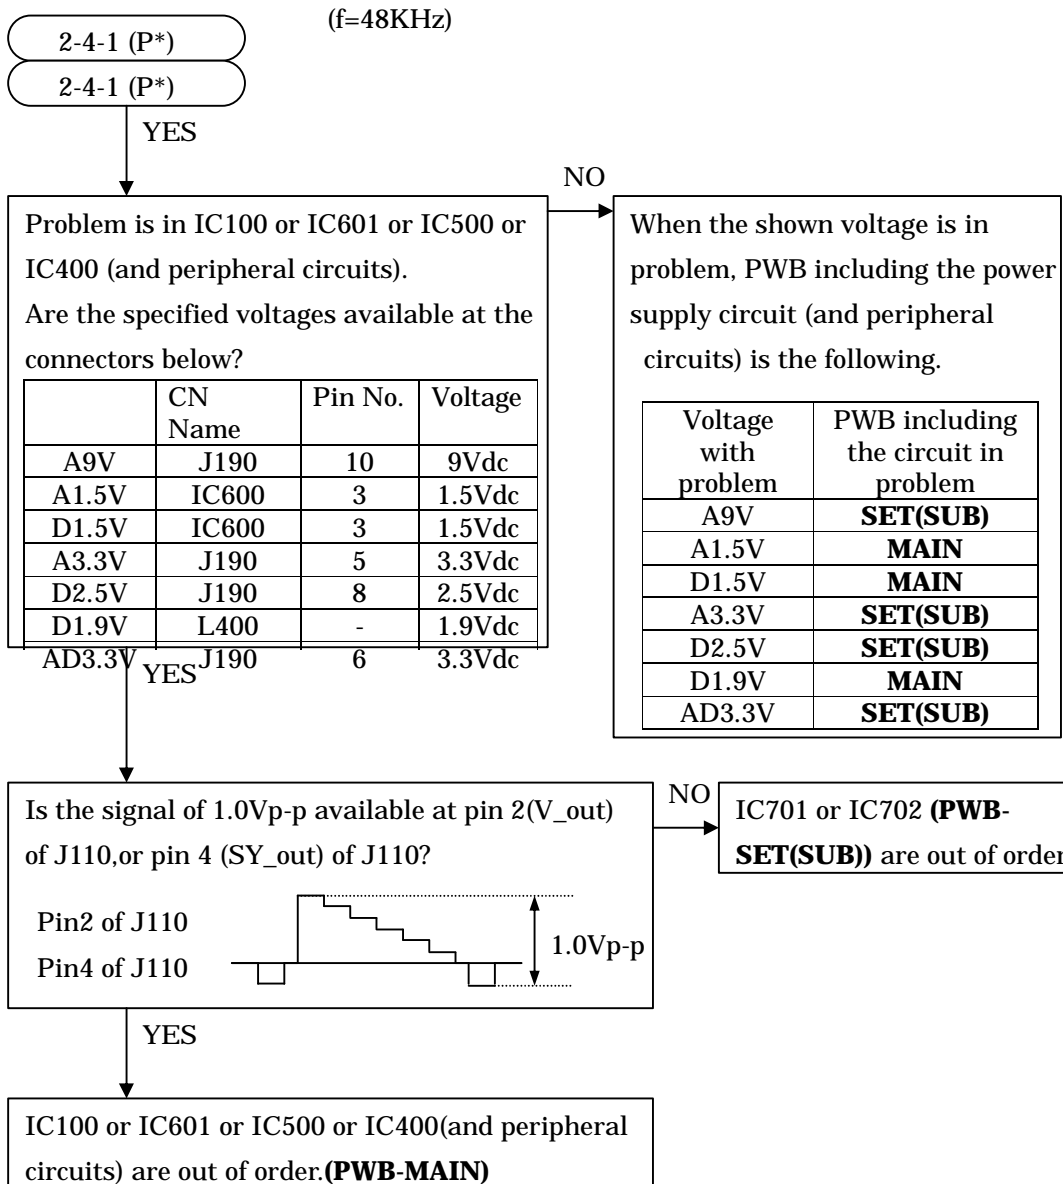 (f=48KHz)
2-4-1 (P*)
2-4-1 (P*)
YES
NO
Problem is in IC100 or IC601 or IC500 or
IC400 (and peripheral circuits).
Are the specified voltages available at the
connectors below?
CN Name Pin No. Voltage
A9V J190 10 9Vdc
A1.5V IC600 3 1.5Vdc
D1.5V IC600 3 1.5Vdc
A3.3V J190 5 3.3Vdc
D2.5V J190 8 2.5Vdc
D1.9V L400 - 1.9Vdc
AD3.3V J190 6 3.3Vdc
YES
When the shown voltage is in
problem, PWB including the power
supply circuit (and peripheral
circuits) is the following.
Voltage with problem PWB including the circuit in problem
A9V SET(SUB)
A1.5V MAIN
D1.5V MAIN
A3.3V SET(SUB)
D2.5V SET(SUB)
D1.9V MAIN
AD3.3V SET(SUB)
Is the signal of 1.0Vp-p available at pin 2(V_out)
of J110,or pin 4 (SY_out) of J110?
Pin2 of J110
Pin4 of J110
1.0Vp-p
NO
IC701 or IC702 (PWB-
SET(SUB)) are out of order
YES
IC100 or IC601 or IC500 or IC400(and peripheral
circuits) are out of order.(PWB-MAIN)